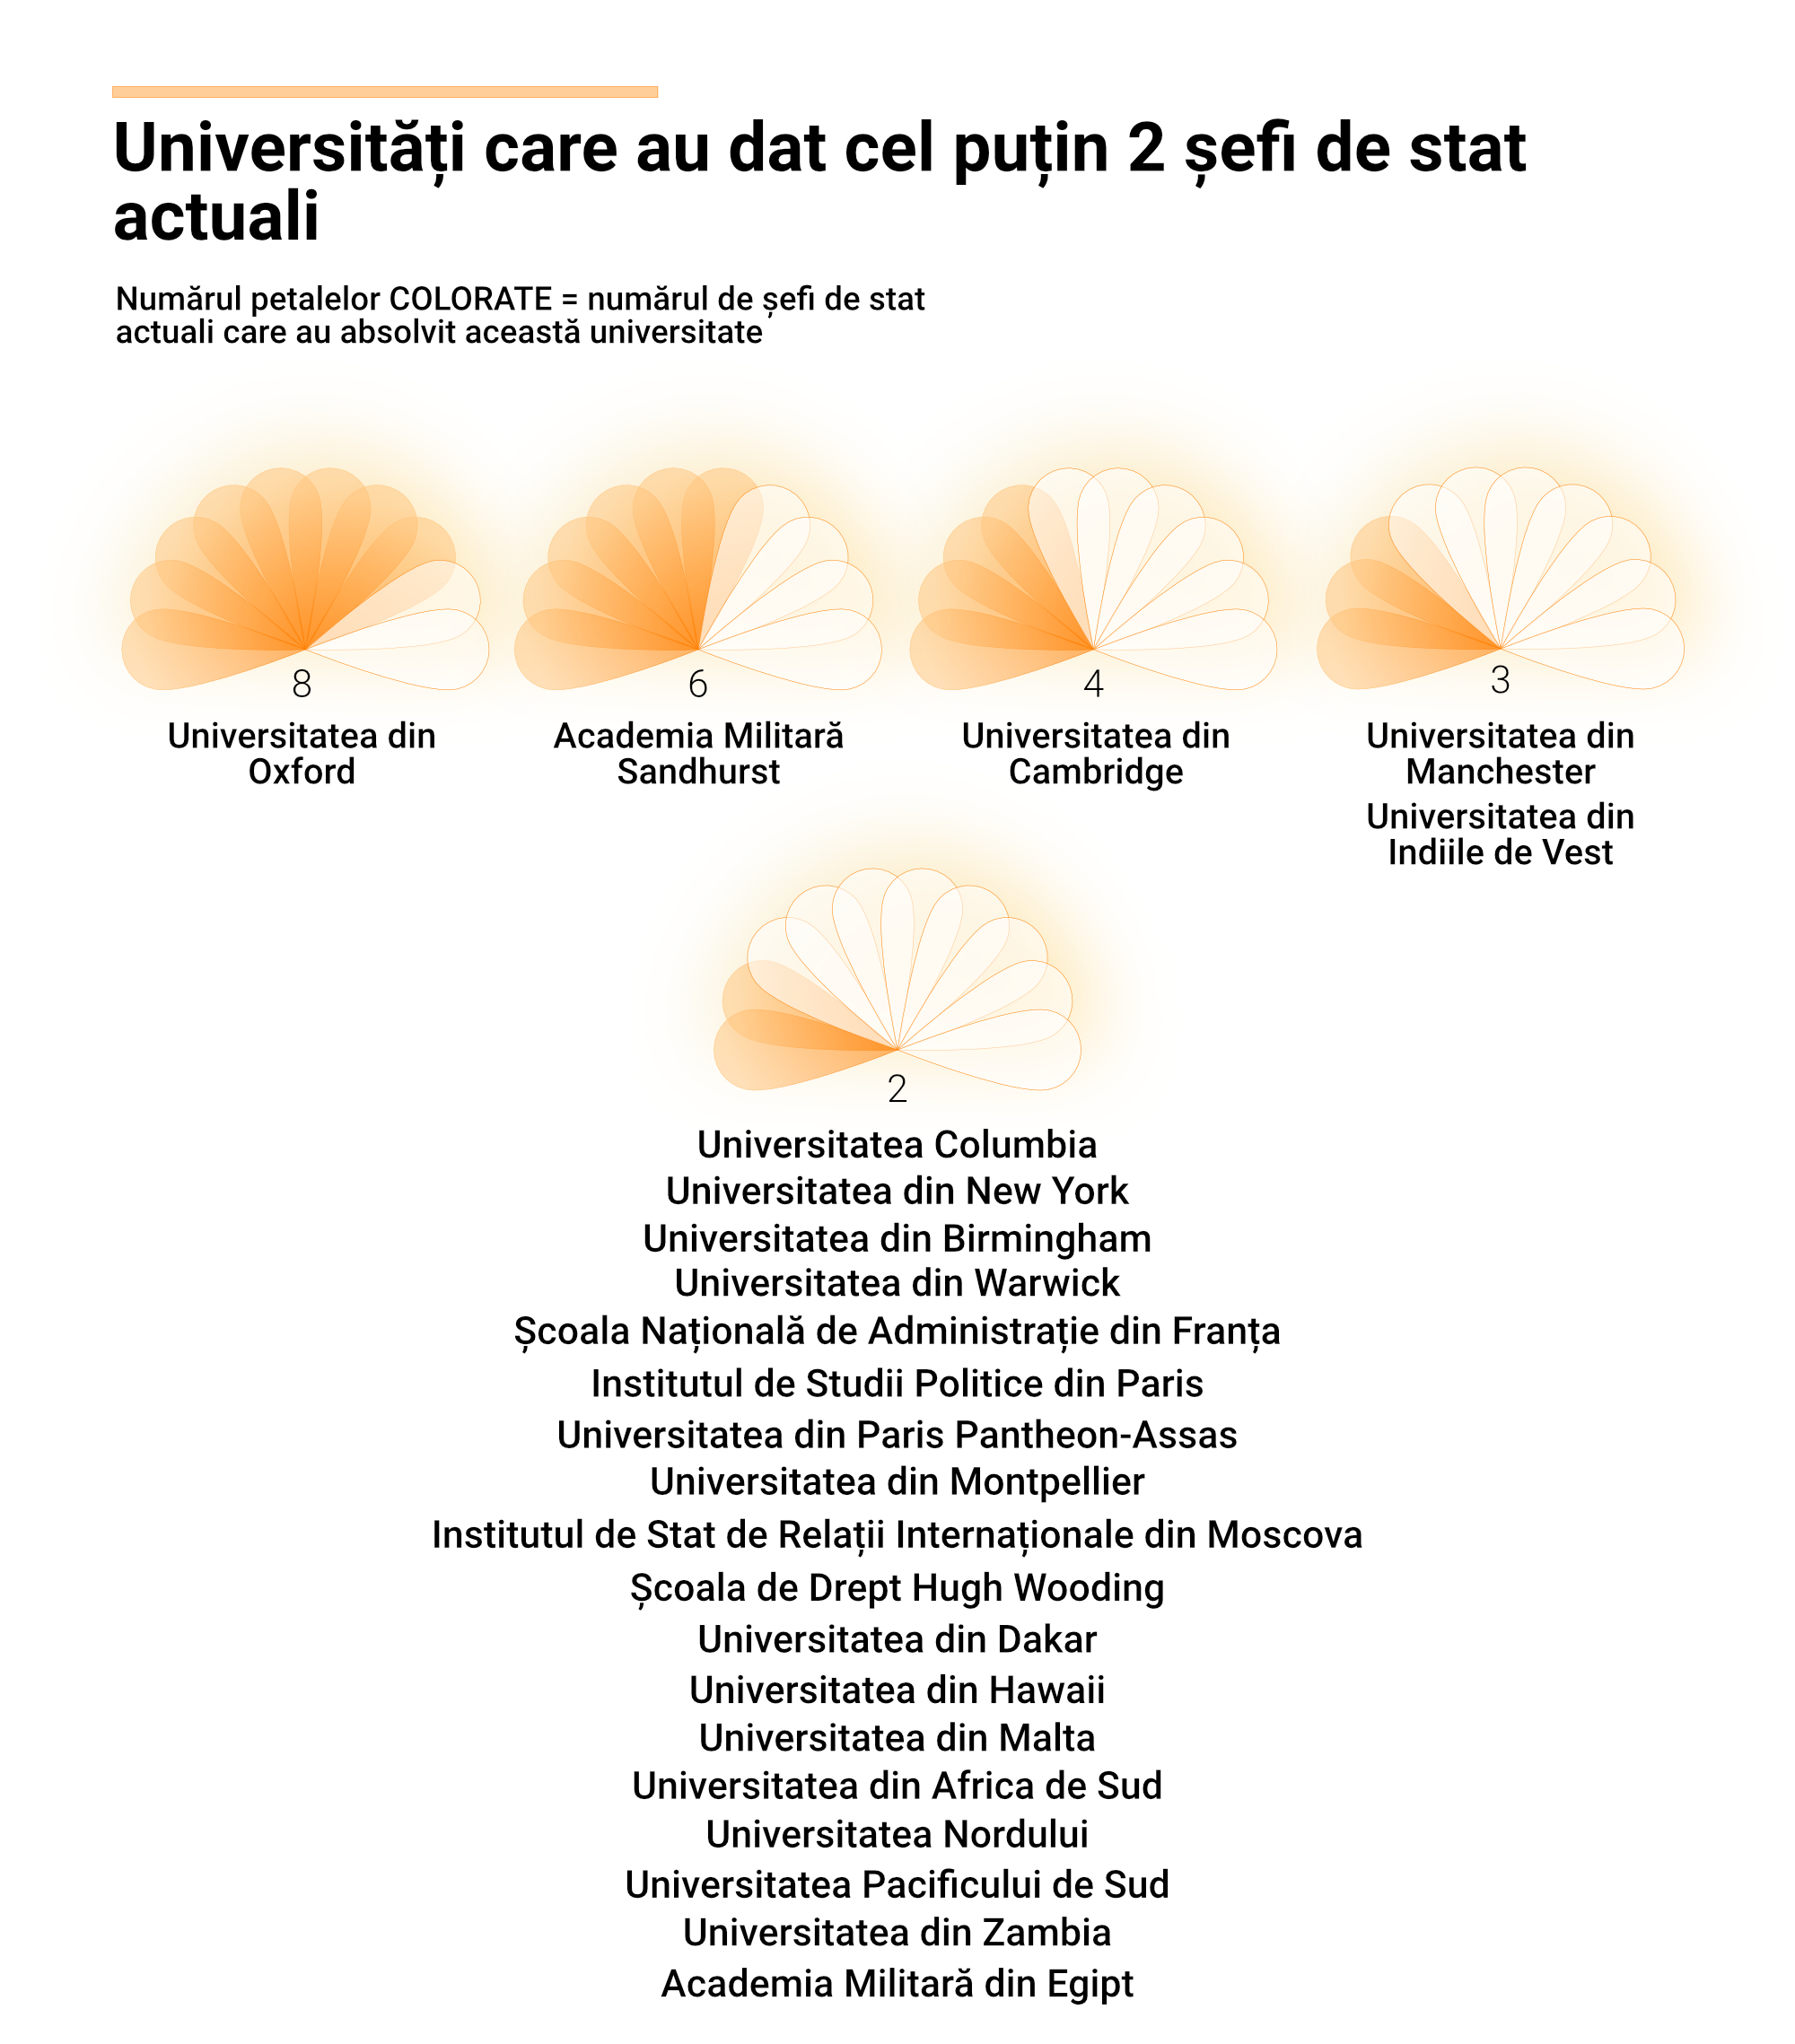 Universități care au dat cel puțin 2 șefi de stat
actuali
Numărul petalelor COLORATE = numărul de șefi de stat
actuali care au absolvit această universitate
8
Universitatea din
Oxford
6
Academia Militară
Sandhurst
4
Universitatea din
Cambridge
3
Universitatea din
Manchester
Universitatea din
Indiile de Vest
2
Universitatea Columbia
Universitatea din New York
Universitatea din Birmingham
Universitatea din Warwick
Școala Națională de Administrație din Franța
Institutul de Studii Politice din Paris
Universitatea din Paris Pantheon-Assas
Universitatea din Montpellier
Institutul de Stat de Relații Internaționale din Moscova
Școala de Drept Hugh Wooding
Universitatea din Dakar
Universitatea din Hawaii
Universitatea din Malta
Universitatea din Africa de Sud
Universitatea Nordului
Universitatea Pacificului de Sud
Universitatea din Zambia
Academia Militară din Egipt